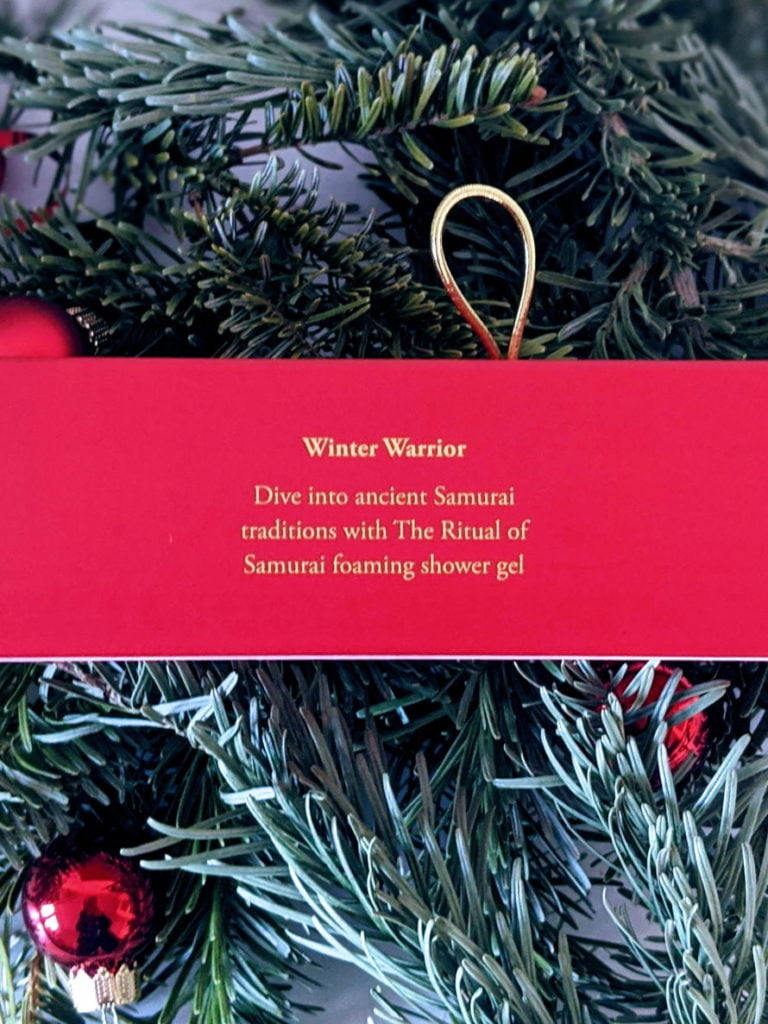 Winter Warrior
Dive into ancient Samurai
traditions with The Ritual of
Samurai foaming shower gel